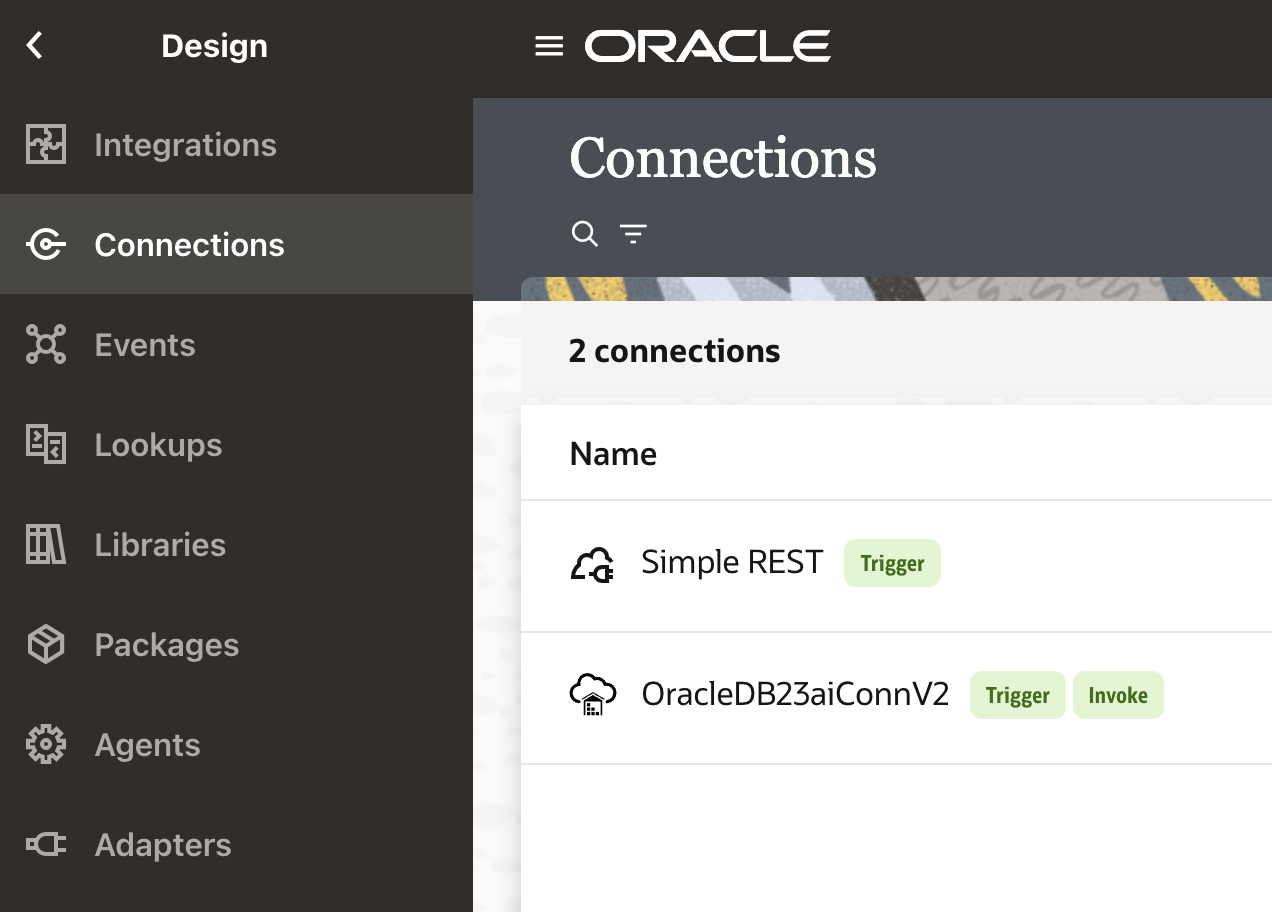 Design
Integrations
Connections
Events
Lookups
Libraries
Packages
Agents
Adapters
ORACLE
Connections
2 connections
Name
Simple REST Trigger
OracleDB23aiConnV2 Trigger Invoke